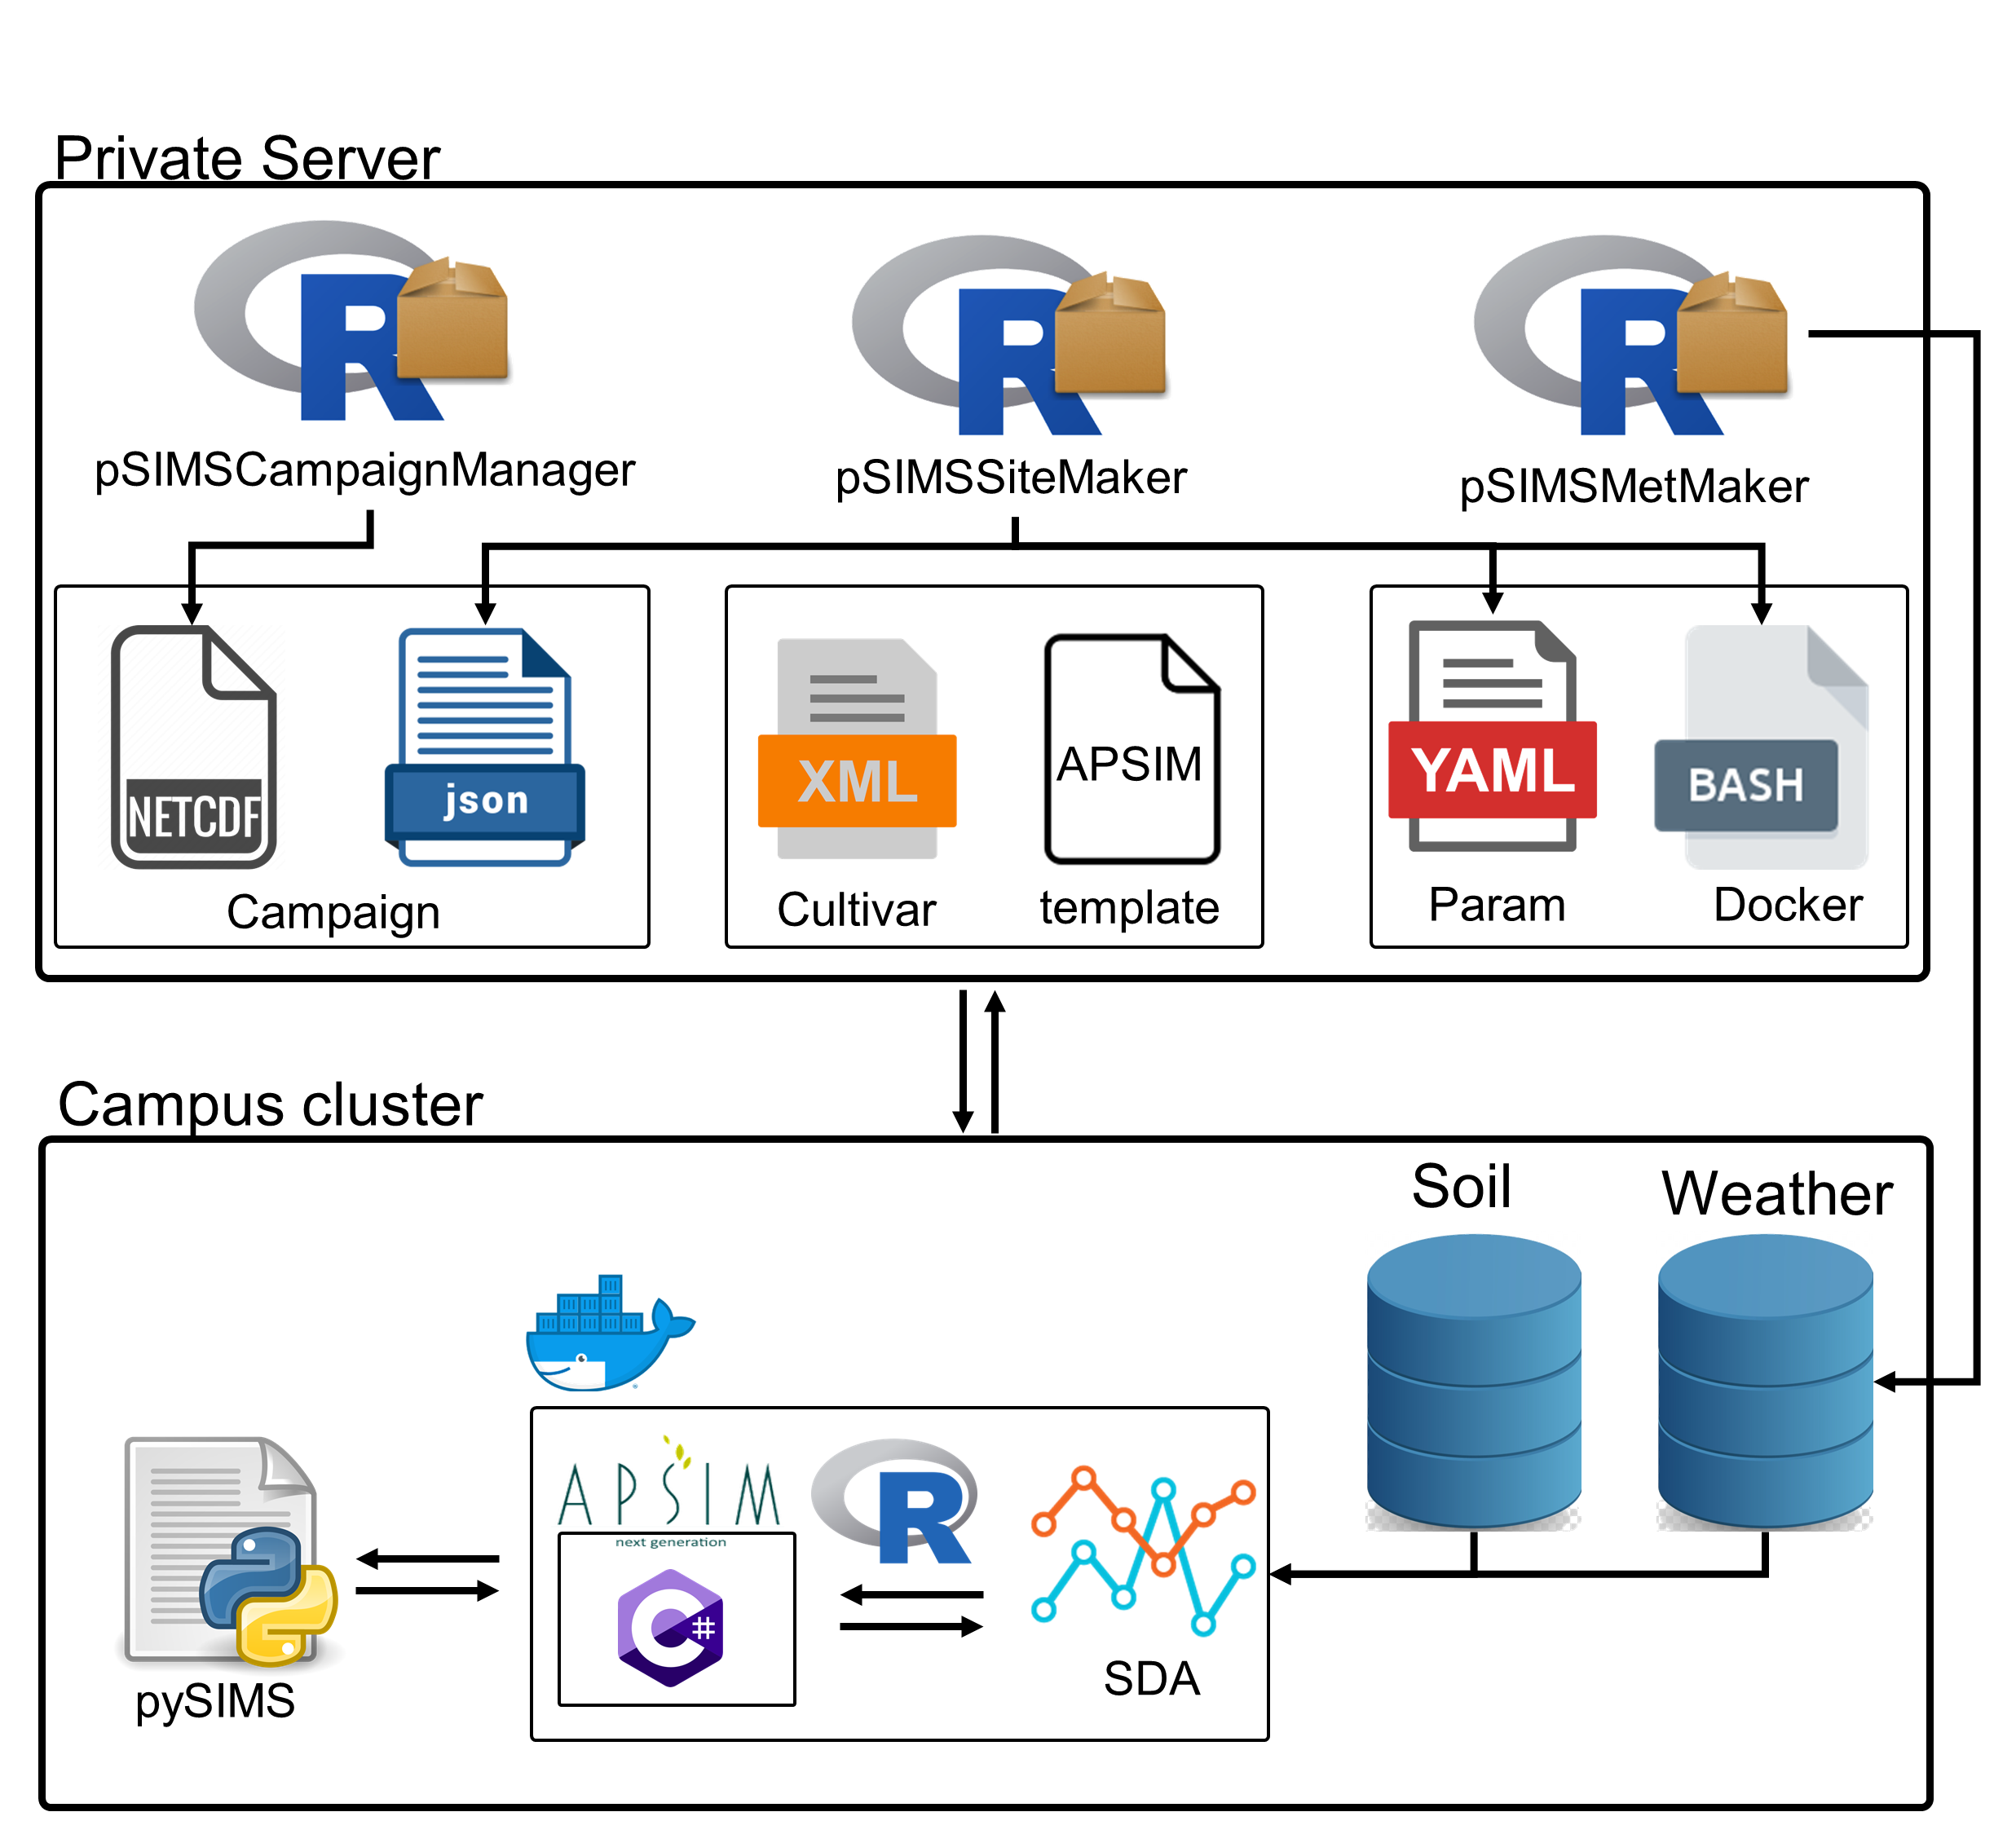 Private Server
R
R
R
pSIMSCampaignManager
pSIMSSiteMaker
pSIMSMetMaker
NETCDF
json
XML
APSIM
YAML
BASH
Campaign
Cultivar
template
Param
Docker
Campus cluster
Soil
Weather
APSIM
next generation
R
C#
SDA
pySIMS